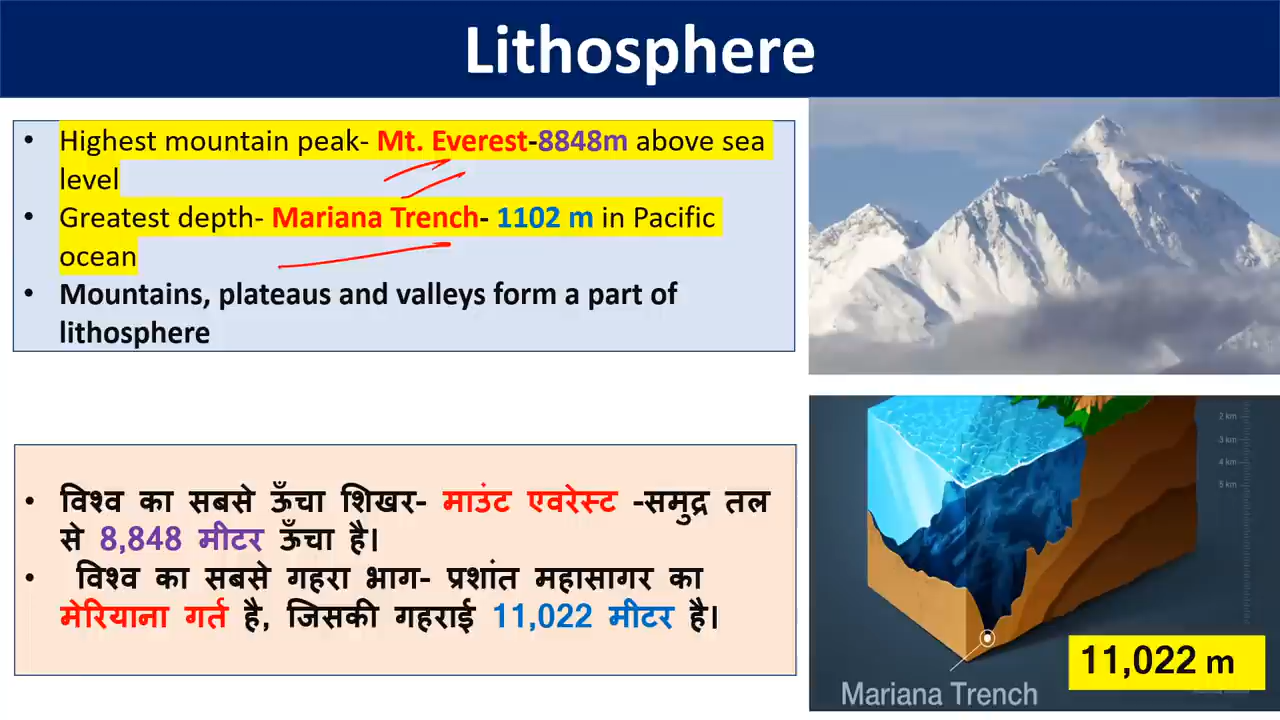 Lithosphere
• Highest mountain peak- Mt. Everest-8848m above sea
level
• Greatest depth- Mariana Trench- 1102 m in Pacific
ocean
• Mountains, plateaus and valleys form a part of
lithosphere
• विश्व का सबसे ऊँचा शिखर- माउंट एवरेस्ट -समुद्र तल
से 8,848 मीटर ऊँचा है।
• विश्व का सबसे गहरा भाग- प्रशांत महासागर का
मेरियाना गर्त है, जिसकी गहराई 11,022 मीटर है।
2 km
3 km
4 km
5 km
11,022 m
Mariana Trench